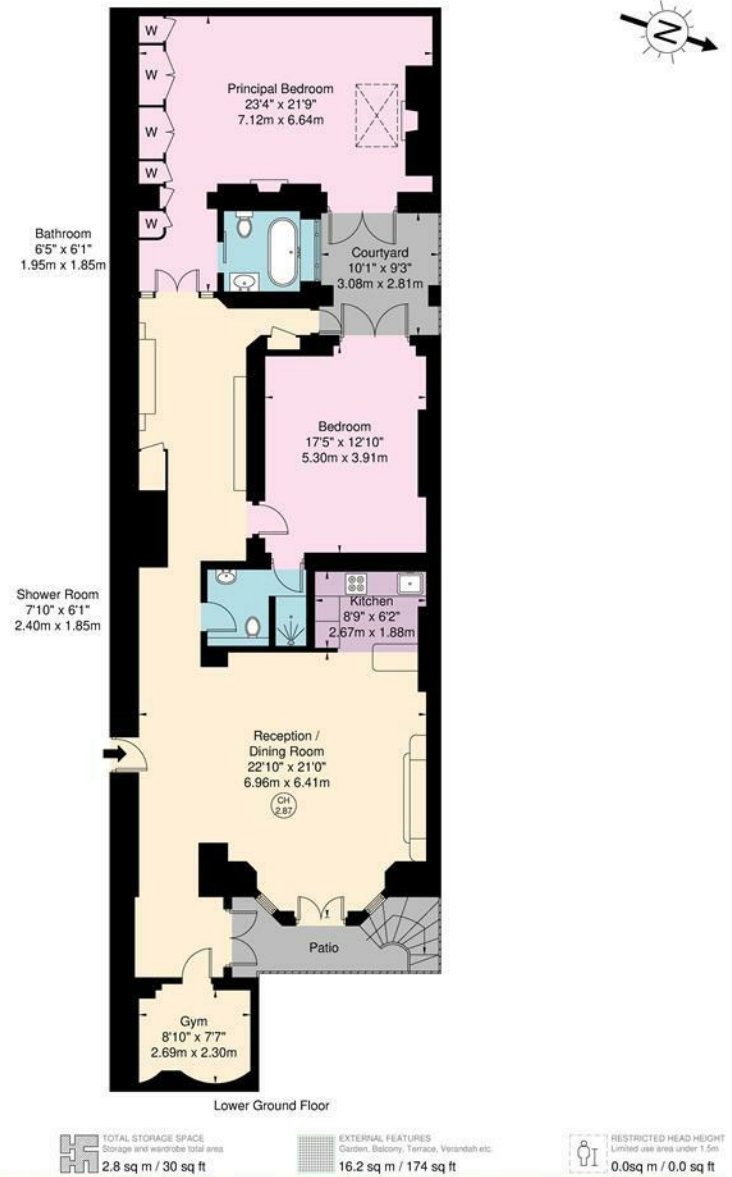 N
W
W
W
W
W
Principal Bedroom
23'4" x 21'9"
7.12m x 6.64m
Bathroom
6'5" x 6'1"
1.95m x 1.85m
Courtyard
10'1" x 9'3"
3.08m x 2.81m
Bedroom
17'5" x 12'10"
5.30m x 3.91m
Shower Room
7'10" x 6'1"
2.40m x 1.85m
Kitchen
8'9" x 6'2"
2.67m x 1.88m
Reception /
Dining Room
22'10" x 21'0"
6.96m x 6.41m
CH
2.87
Patio
Gym
8'10" x 7'7"
2.69m x 2.30m
Lower Ground Floor
TOTAL STORAGE SPACE
Storage and wardrobe total area
2.8 sq m / 30 sq ft
EXTERNAL FEATURES
Garden, Balcony, Terrace, Verandah etc.
16.2 sq m / 174 sq ft
RESTRICTED HEAD HEIGHT
Limited use area under 1.5m
0.0sq m / 0.0 sq ft